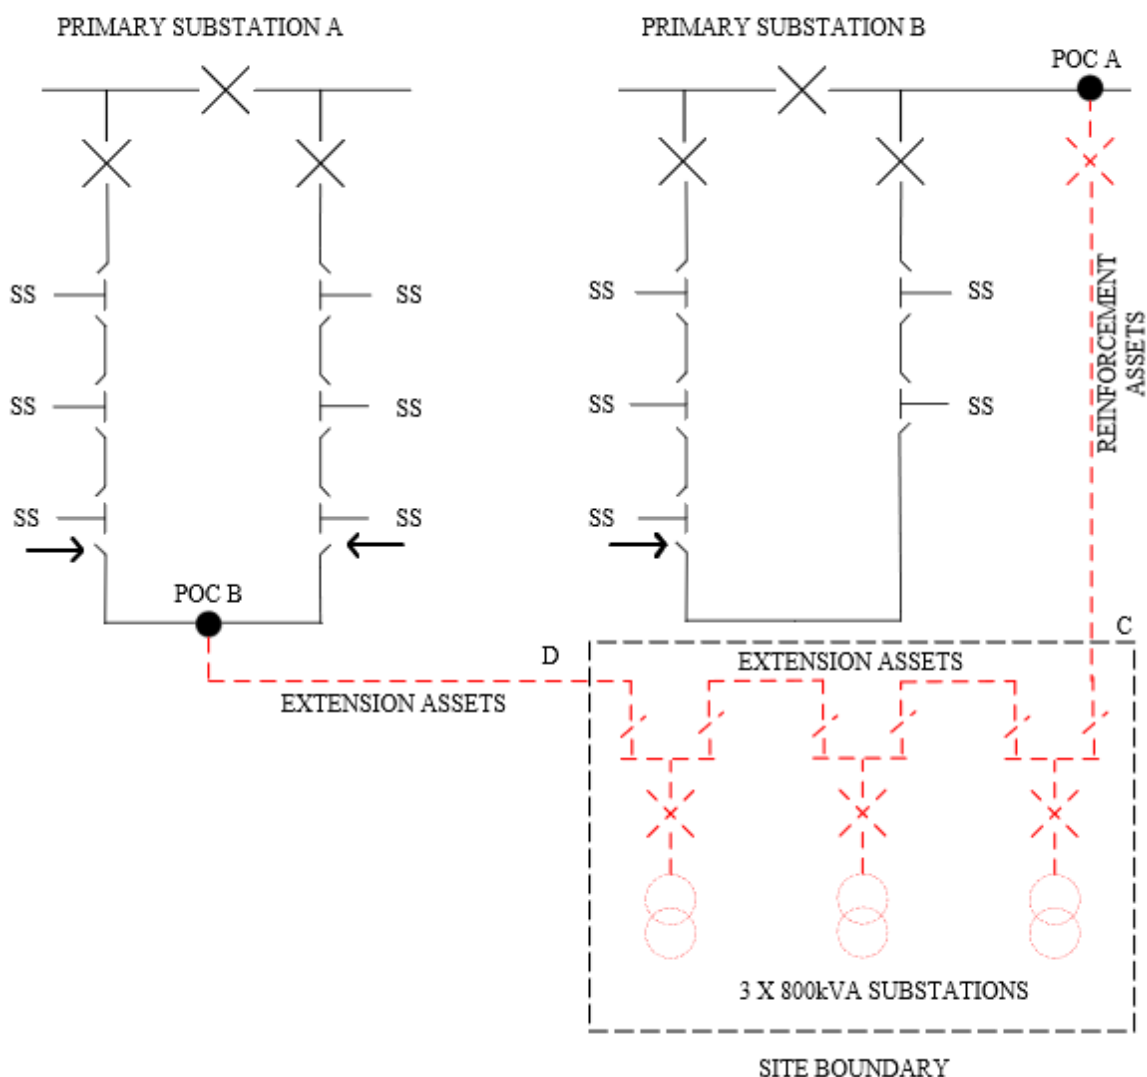 PRIMARY SUBSTATION A
PRIMARY SUBSTATION B
POC A
SS
SS
SS
SS
SS
SS
SS
SS
SS
SS
SS
REINFORCEMENT
ASSETS
POC B
C
D
EXTENSION ASSETS
EXTENSION ASSETS
3 X 800kVA SUBSTATIONS
SITE BOUNDARY